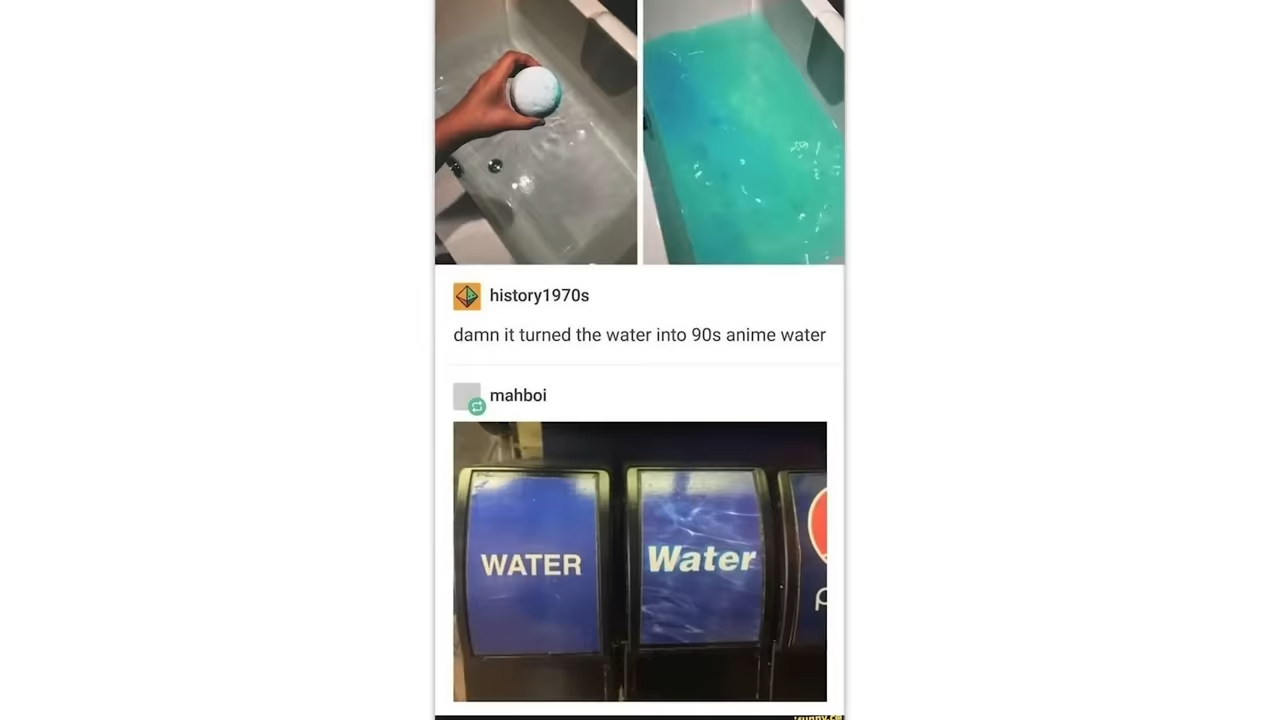 history1970s
damn it turned the water into 90s anime water
mahboi
WATER
Water